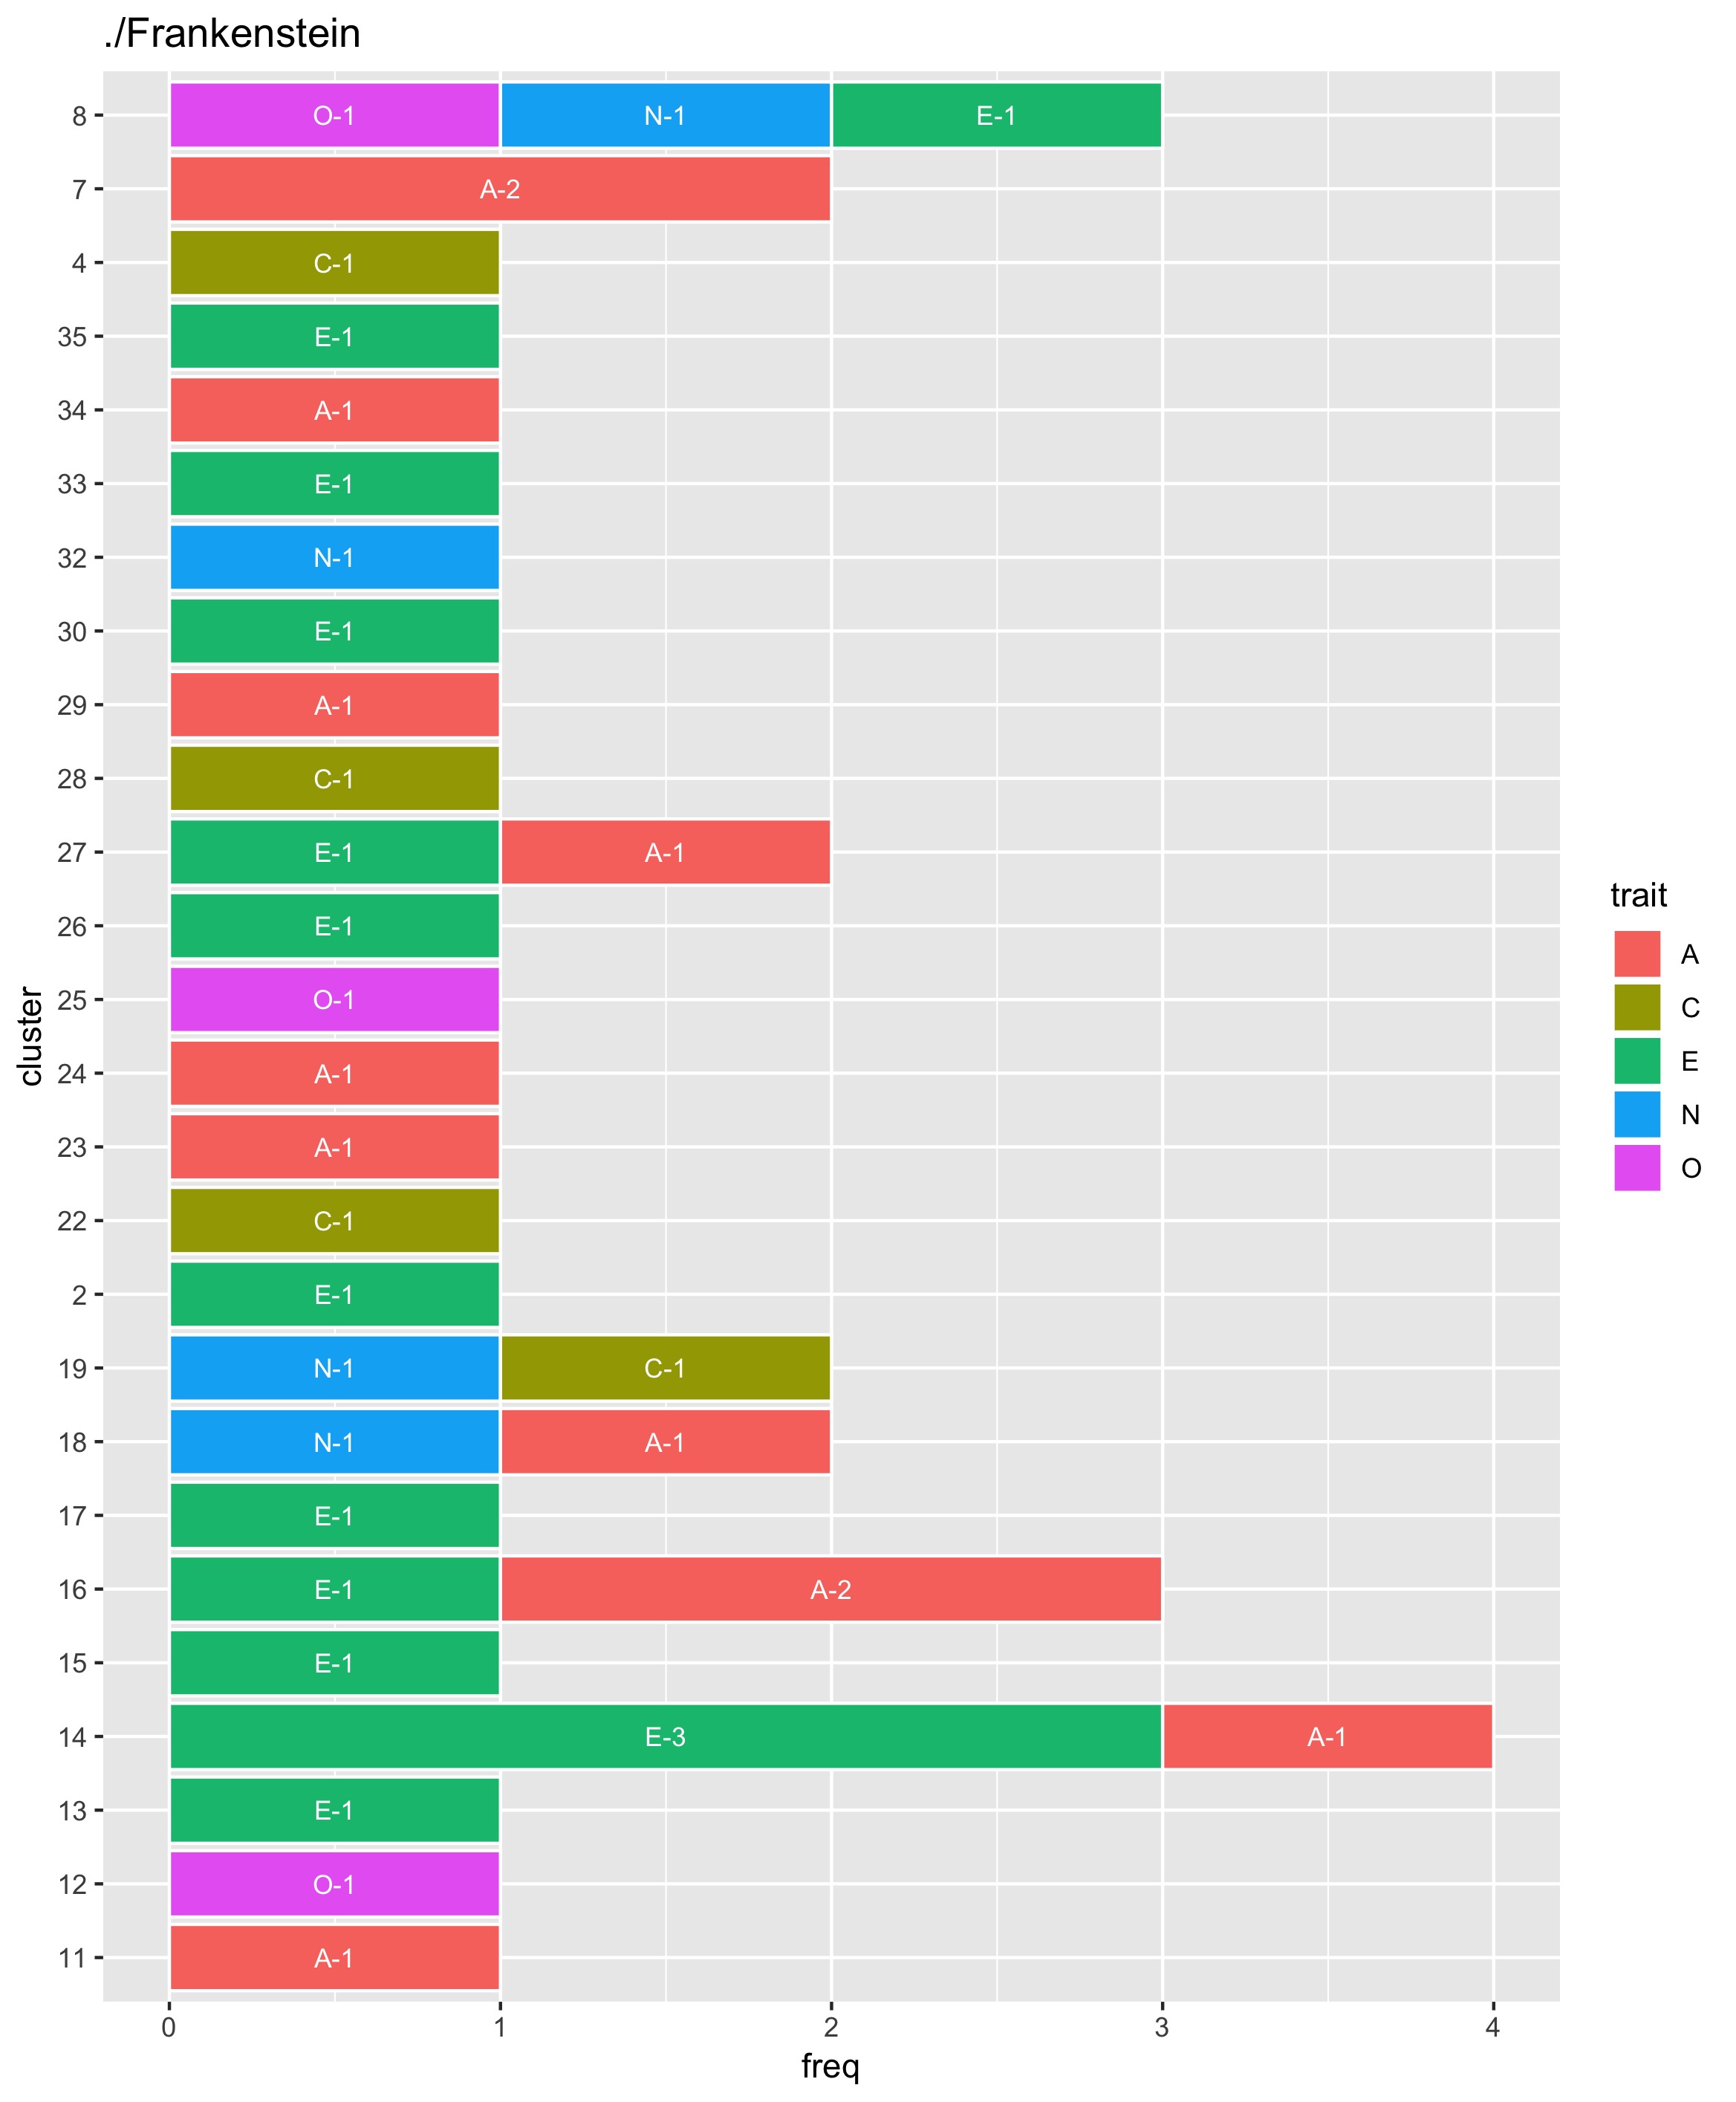 ./Frankenstein
8 O-1 N-1 E-1
7 A-2
4 C-1
35 E-1
34 A-1
33 E-1
32 N-1
30 E-1
29 A-1
28 C-1
27 E-1 A-1
26 E-1
25 O-1
24 A-1
23 A-1
22 C-1
2 E-1
19 N-1 C-1
18 N-1 A-1
17 E-1
16 E-1 A-2
15 E-1
14 E-3 A-1
13 E-1
12 O-1
11 A-1
0 1 2 3 4
freq
cluster
trait
A
C
E
N
O